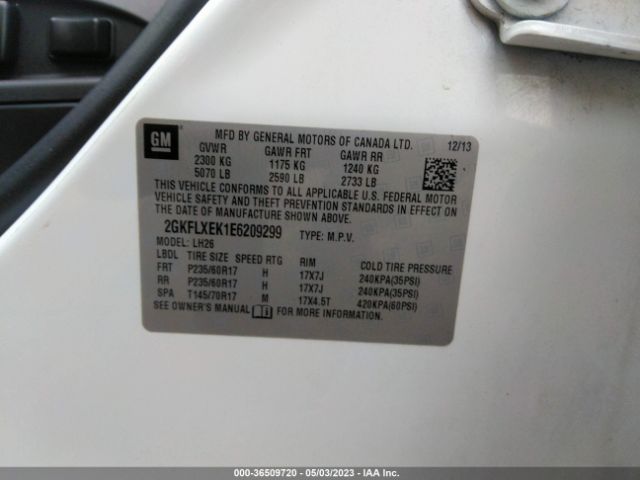 GM
MFD BY GENERAL MOTORS OF CANADA LTD. 12/13
GVWR GAWR FRT GAWR RR
2300 KG 1175 KG 1240 KG
5070 LB 2590 LB 2733 LB
THIS VEHICLE CONFORMS TO ALL APPLICABLE U.S. FEDERAL MOTOR
VEHICLE SAFETY AND THEFT PREVENTION STANDARDS IN EFFECT ON
THE DATE OF MANUFACTURE SHOWN ABOVE.
2GKFLXEK1E6209299 TYPE: M.P.V.
MODEL: LH26
LBDL TIRE SIZE SPEED RTG RIM COLD TIRE PRESSURE
FRT P235/60R17 H 17X7J 240KPA(35PSI)
RR P235/60R17 H 17X7J 240KPA(35PSI)
SPA T145/70R17 M 17X4.5T 420KPA(60PSI)
SEE OWNER'S MANUAL FOR MORE INFORMATION.
000-36509720 - 05/03/2023 - IAA Inc.